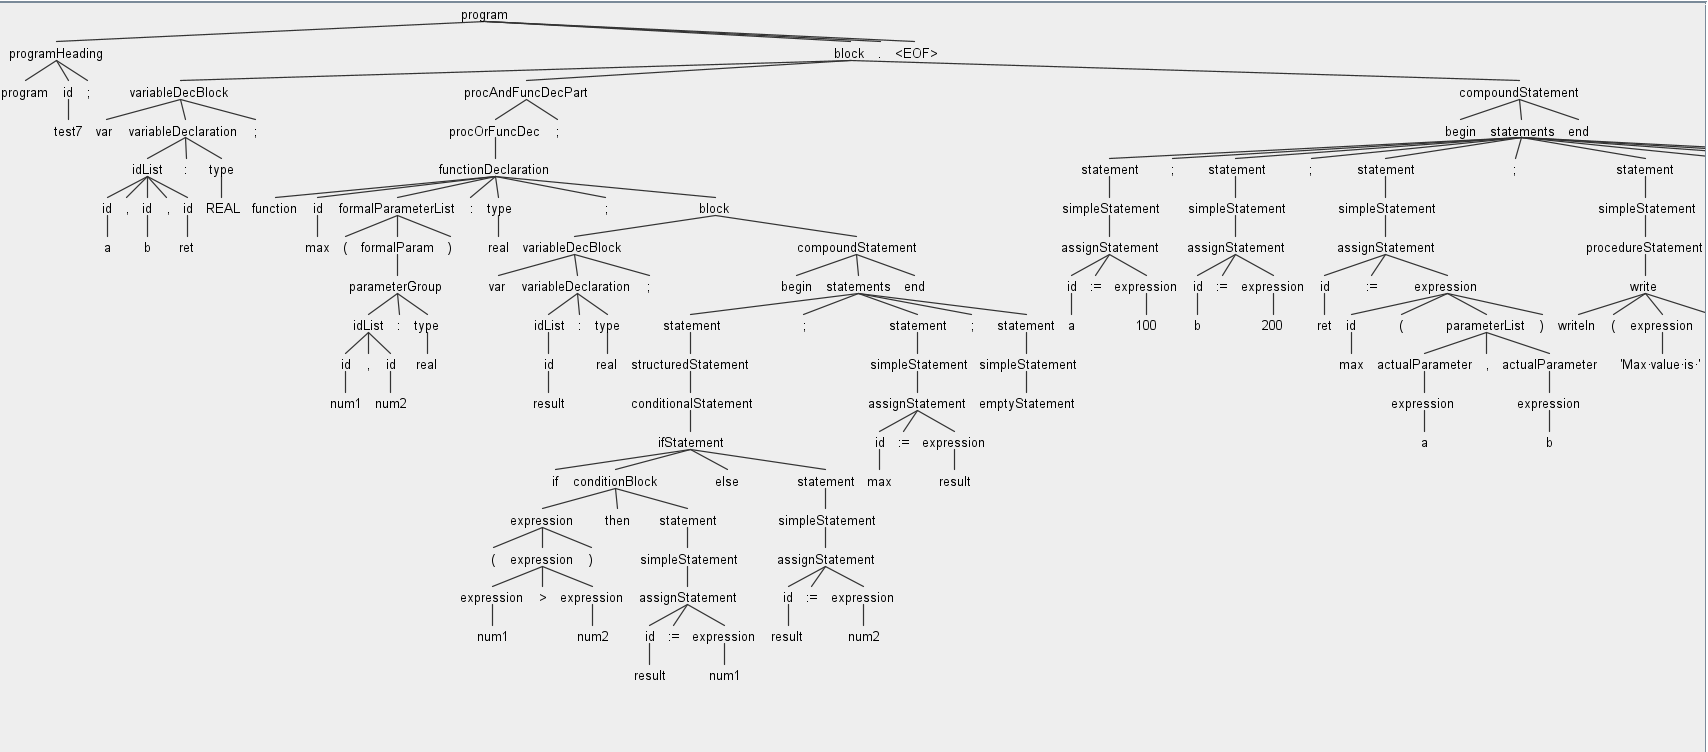 program
programHeading block . <EOF>
program id ; variableDecBlock procAndFuncDecPart compoundStatement
test7 var variableDeclaration ; procOrFuncDec ; begin statements end
idList : type functionDeclaration statement ; statement ; statement ; statement
id , id , id REAL function id formalParameterList : type ; block simpleStatement simpleStatement simpleStatement simpleStatement
a b ret max ( formalParam ) real variableDecBlock compoundStatement assignStatement assignStatement assignStatement procedureStatement
parameterGroup var variableDeclaration ; begin statements end id := expression id := expression id := expression write
idList : type idList : type statement ; statement ; statement a 100 b 200 ret id ( parameterList ) writeln ( expression
id , id real id real structuredStatement simpleStatement simpleStatement max actualParameter , actualParameter 'Max·value·is·'
num1 num2 result conditionalStatement assignStatement emptyStatement expression expression
ifStatement id := expression a b
if conditionBlock else statement max result
expression then statement simpleStatement
( expression ) simpleStatement assignStatement
expression > expression assignStatement id := expression
num1 num2 id := expression result num2
result num1